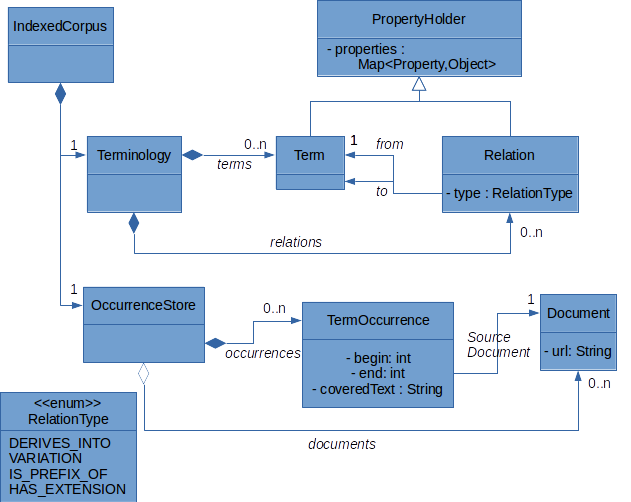 IndexedCorpus
PropertyHolder
- properties :
Map<Property,Object>
1
Terminology
0..n
terms
Term
1
from
to
Relation
- type : RelationType
relations
0..n
1
OccurrenceStore
0..n
occurrences
TermOccurrence
- begin: int
- end: int
- coveredText : String
Source
Document
1
Document
- url: String
0..n
documents
<<enum>>
RelationType
DERIVES_INTO
VARIATION
IS_PREFIX_OF
HAS_EXTENSION